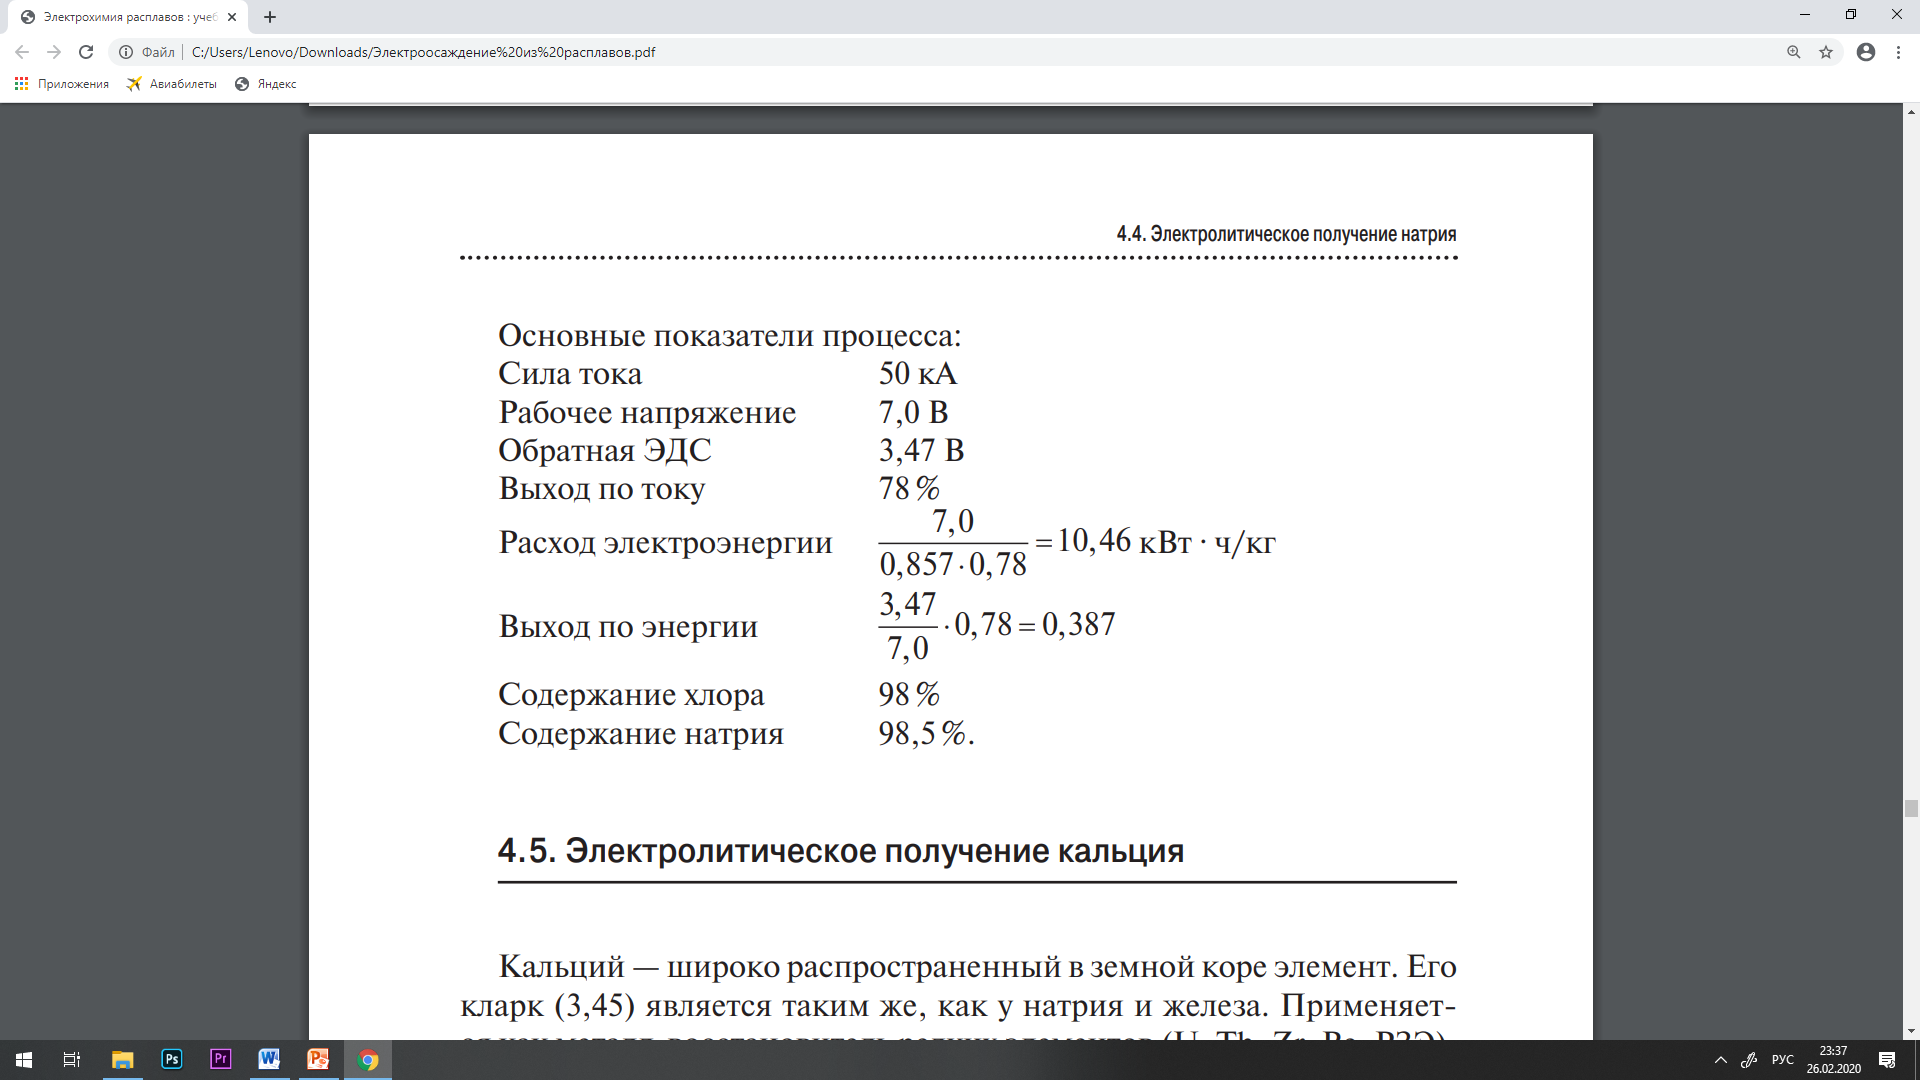 Электрохимия расплавов : учеб
Файл C:/Users/Lenovo/Downloads/Электроосаждение%20из%20расплавов.pdf
Приложения Авиабилеты Яндекс
4.4. Электролитическое получение натрия
Основные показатели процесса:
Сила тока 50 кА
Рабочее напряжение 7,0 В
Обратная ЭДС 3,47 В
Выход по току 78 %
Расход электроэнергии 7,0 / 0,857 · 0,78 = 10,46 кВт · ч/кг
Выход по энергии 3,47 / 7,0 · 0,78 = 0,387
Содержание хлора 98 %
Содержание натрия 98,5 %.
4.5. Электролитическое получение кальция
Кальций — широко распространенный в земной коре элемент. Его
кларк (3,45) является таким же, как у натрия и железа. Применяет-
Ps Pr W P РУС 23:37
26.02.2020